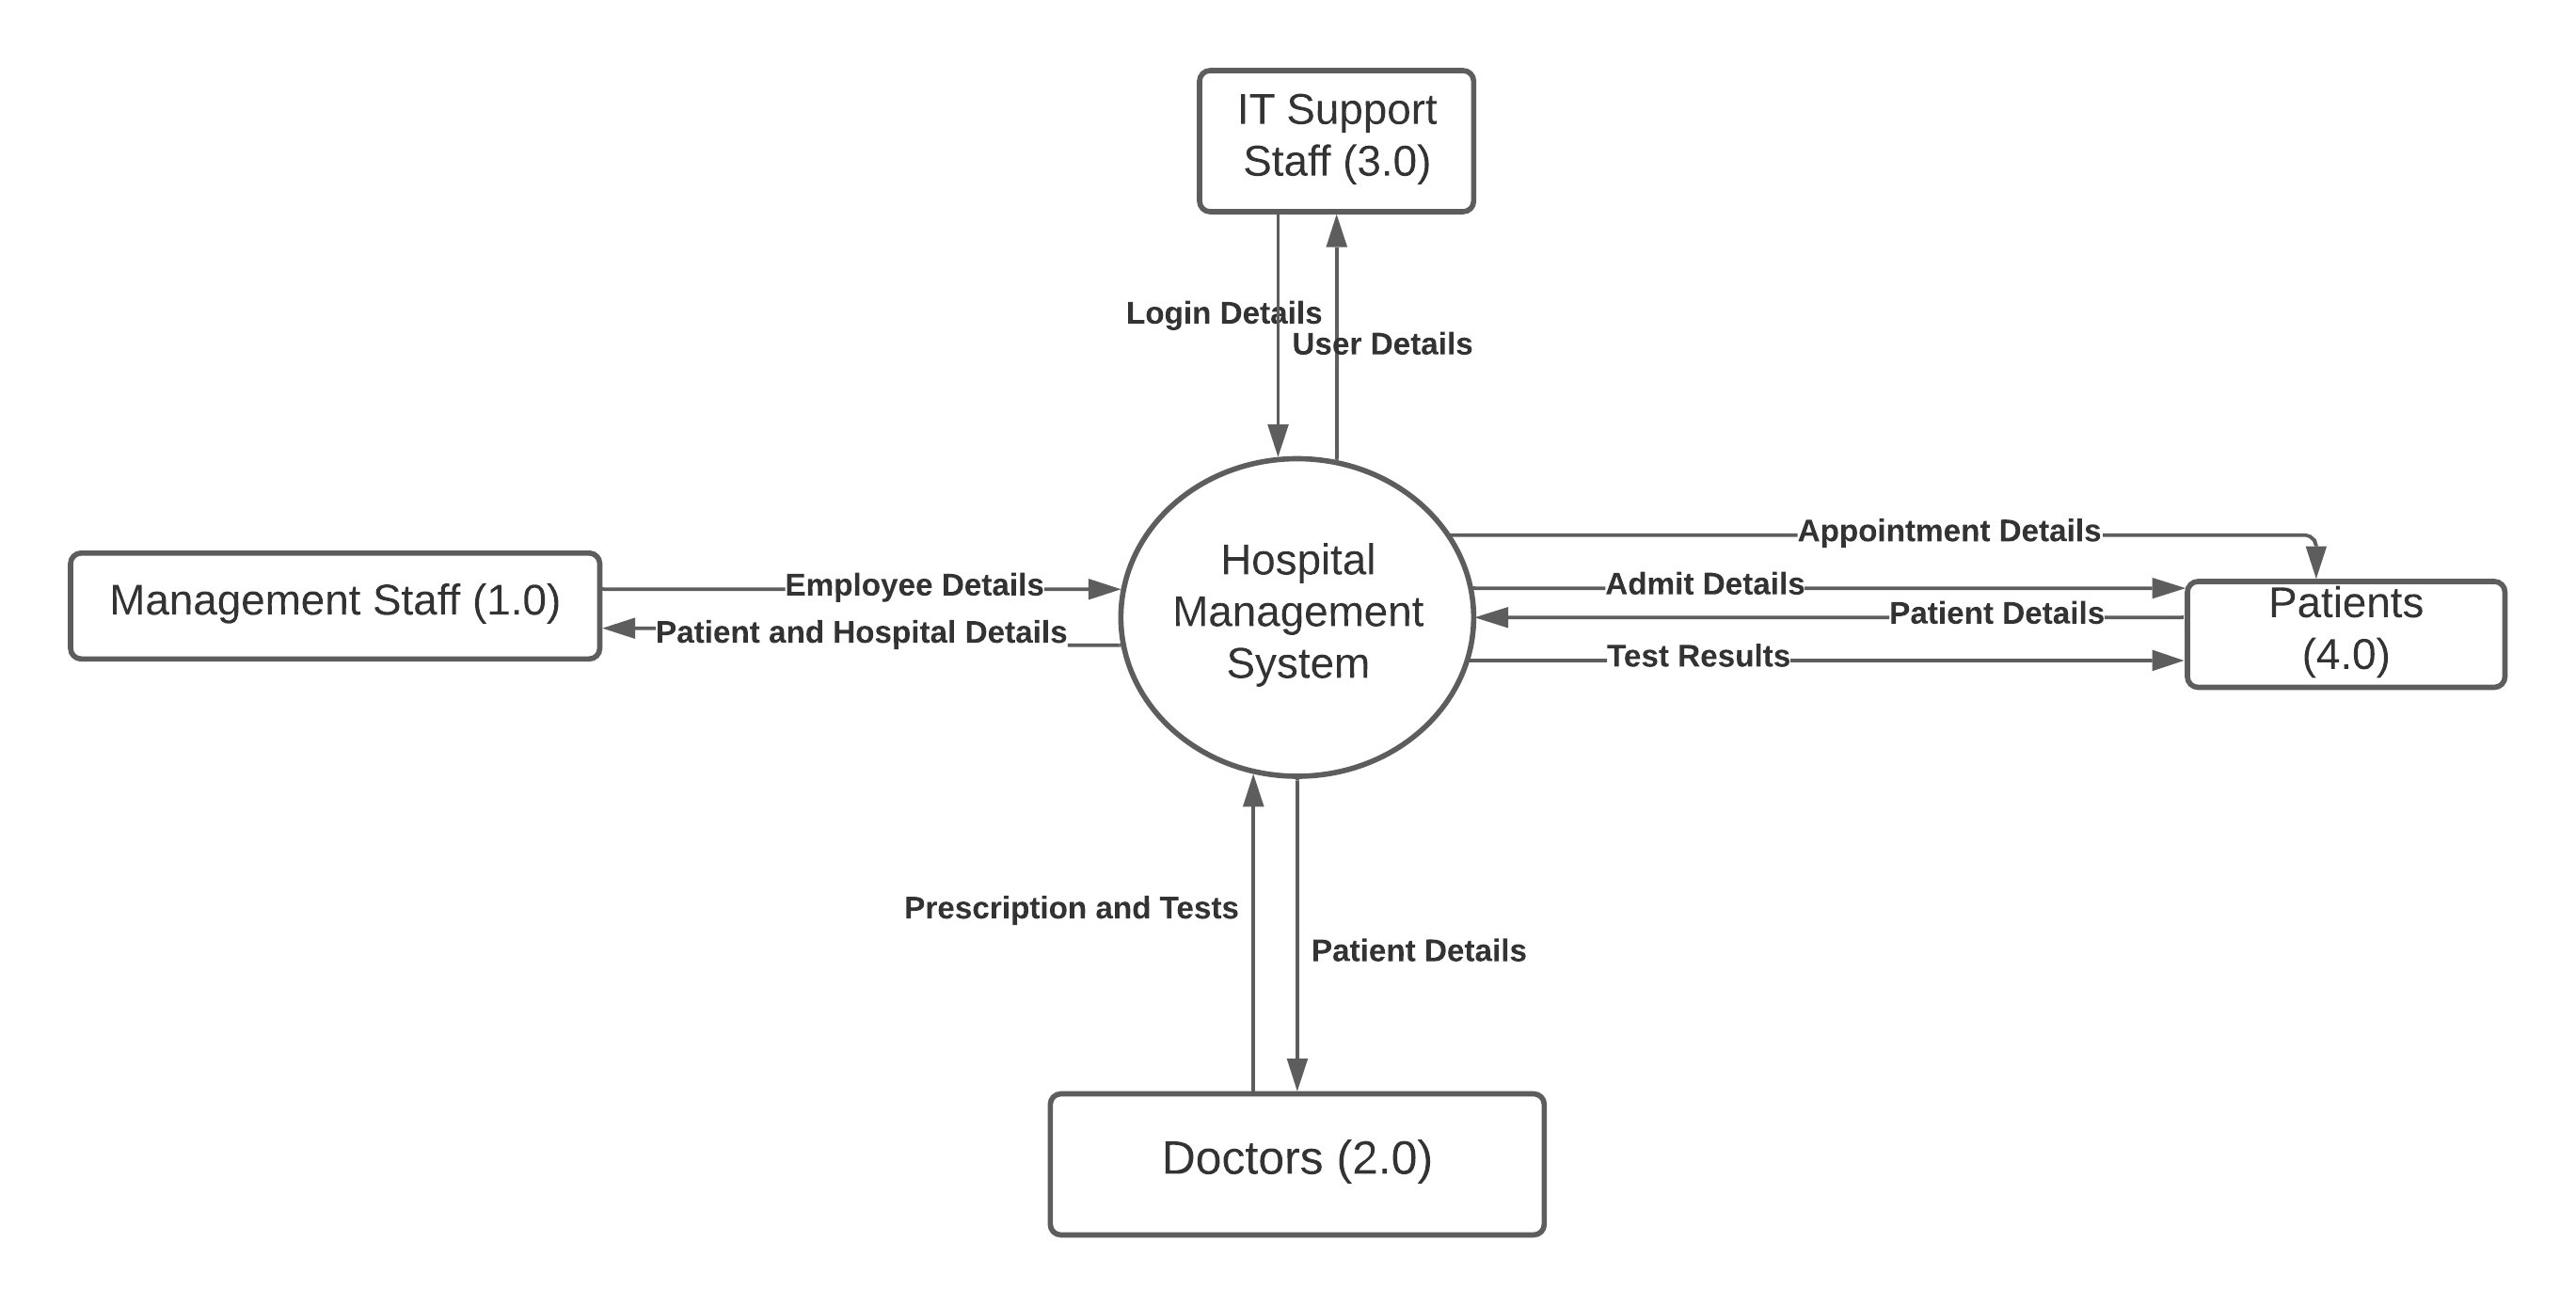 IT Support
Staff (3.0)
Login Details
User Details
Appointment Details
Hospital
Management
System
Management Staff (1.0)
Employee Details
Patient and Hospital Details
Admit Details
Patient Details
Test Results
Patients
(4.0)
Prescription and Tests
Patient Details
Doctors (2.0)